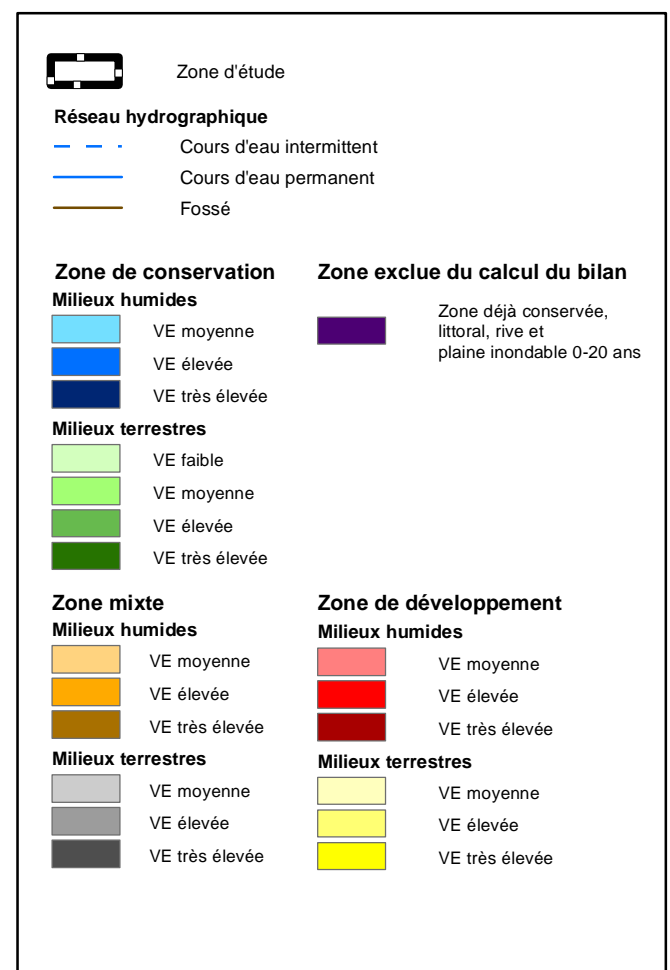 Zone d'étude
Réseau hydrographique
Cours d'eau intermittent
Cours d'eau permanent
Fossé
Zone de conservation
Milieux humides
VE moyenne
VE élevée
VE très élevée
Milieux terrestres
VE faible
VE moyenne
VE élevée
VE très élevée
Zone exclue du calcul du bilan
Zone déjà conservée,
littoral, rive et
plaine inondable 0-20 ans
Zone mixte
Milieux humides
VE moyenne
VE élevée
VE très élevée
Milieux terrestres
VE moyenne
VE élevée
VE très élevée
Zone de développement
Milieux humides
VE moyenne
VE élevée
VE très élevée
Milieux terrestres
VE moyenne
VE élevée
VE très élevée